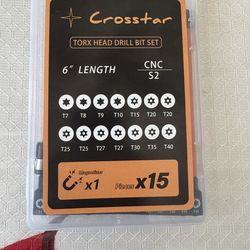 Crosstar
TORX HEAD DRILL BIT SET
6" LENGTH
CNC
S2
T7 T8 T9 T10 T15 T20 T20
T25 T25 T27 T27 T30 T35 T40
Magnetizer
x1
Pieces x15